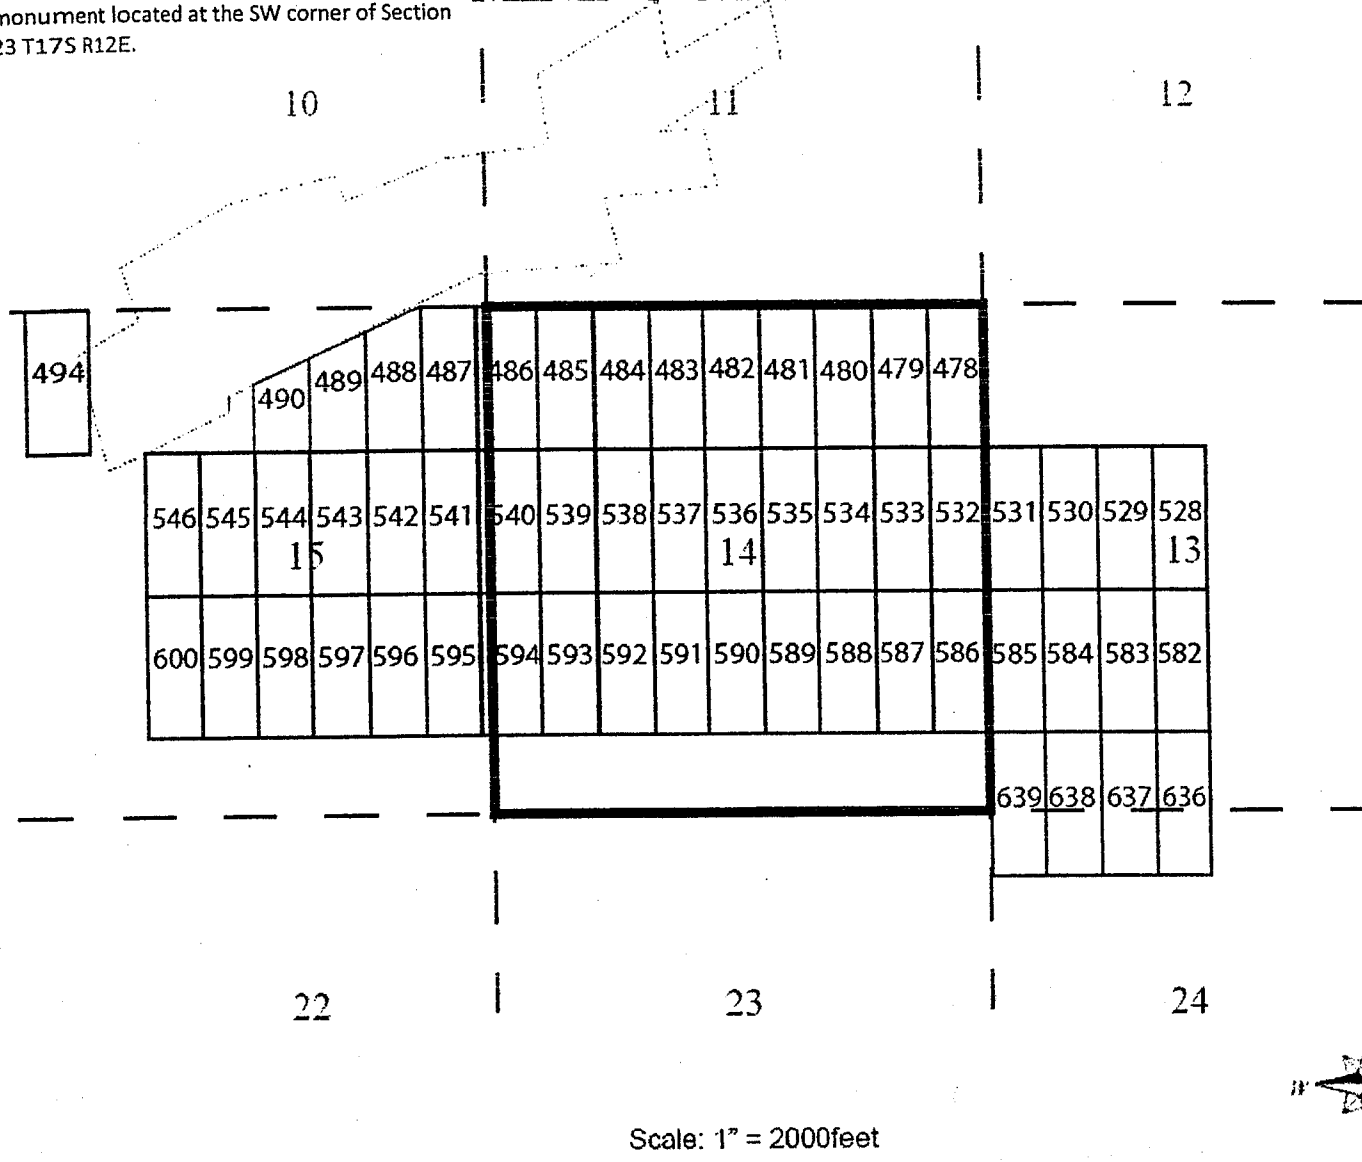 monument located at the SW corner of Section
23 T17S R12E.
10 11 12
494 490 489 488 487 486 485 484 483 482 481 480 479 478
546 545 544 543 542 541 540 539 538 537 536 535 534 533 532 531 530 529 528
15 14 13
600 599 598 597 596 595 594 593 592 591 590 589 588 587 586 585 584 583 582
639 638 637 636
22 23 24
W
Scale: 1" = 2000feet